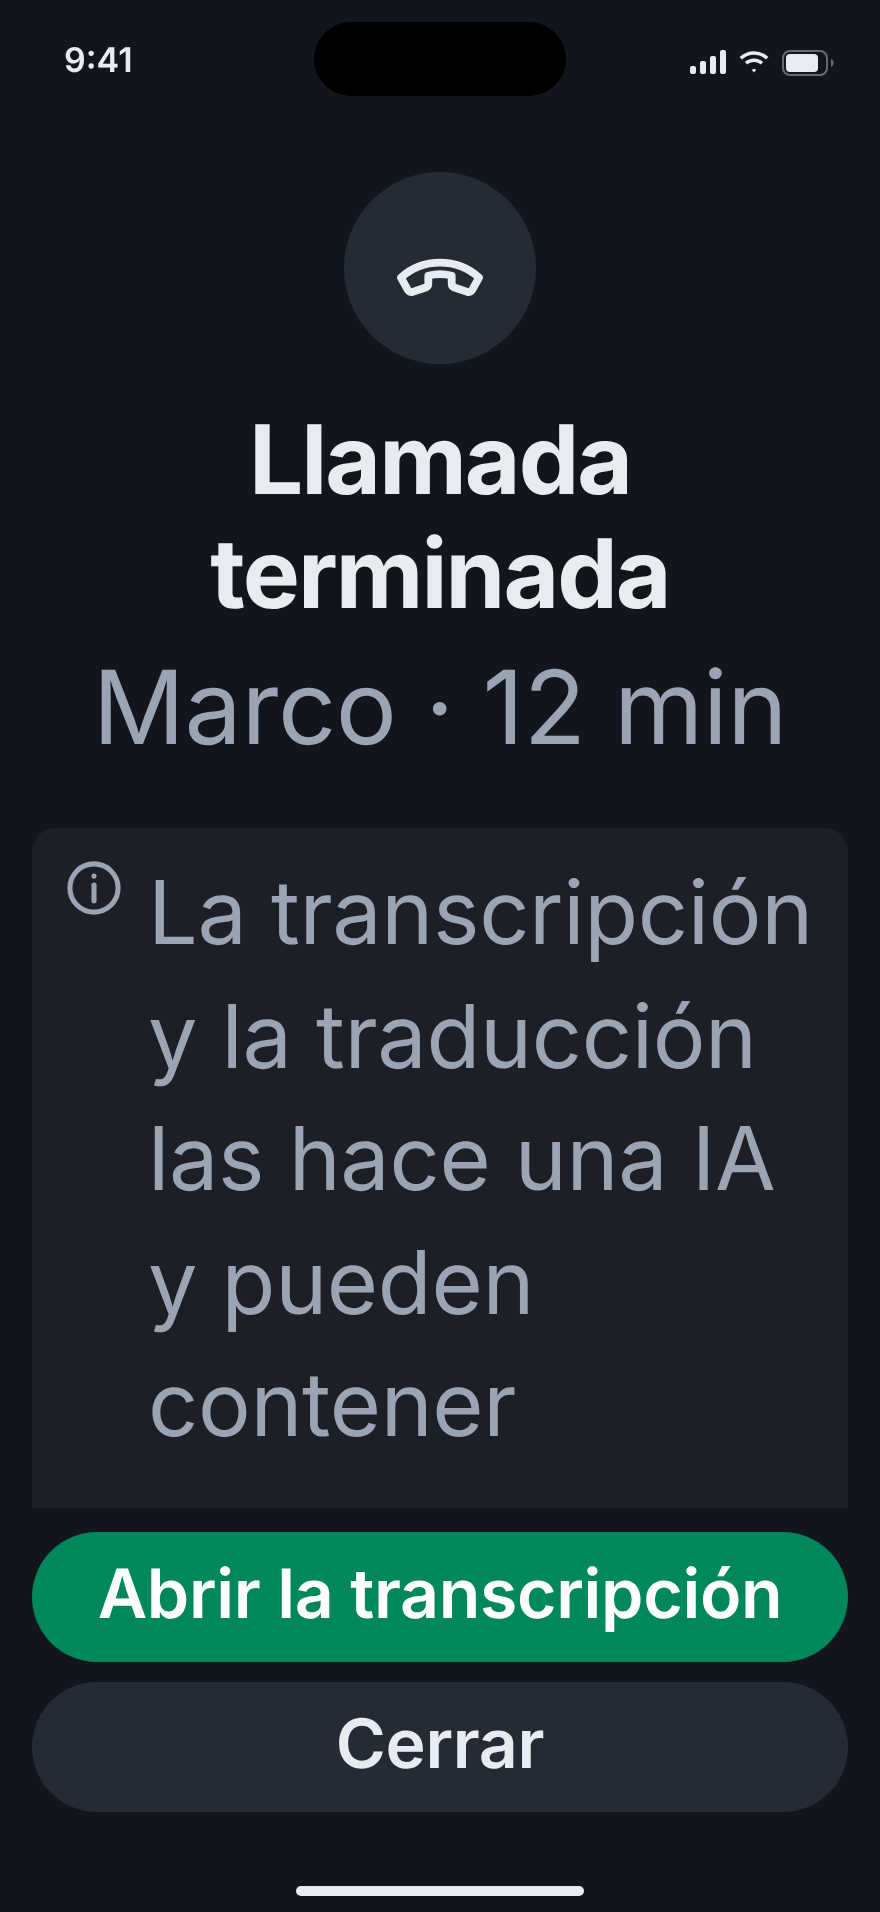 9:41
Llamada
terminada
Marco · 12 min
La transcripción
y la traducción
las hace una IA
y pueden
contener
Abrir la transcripción
Cerrar